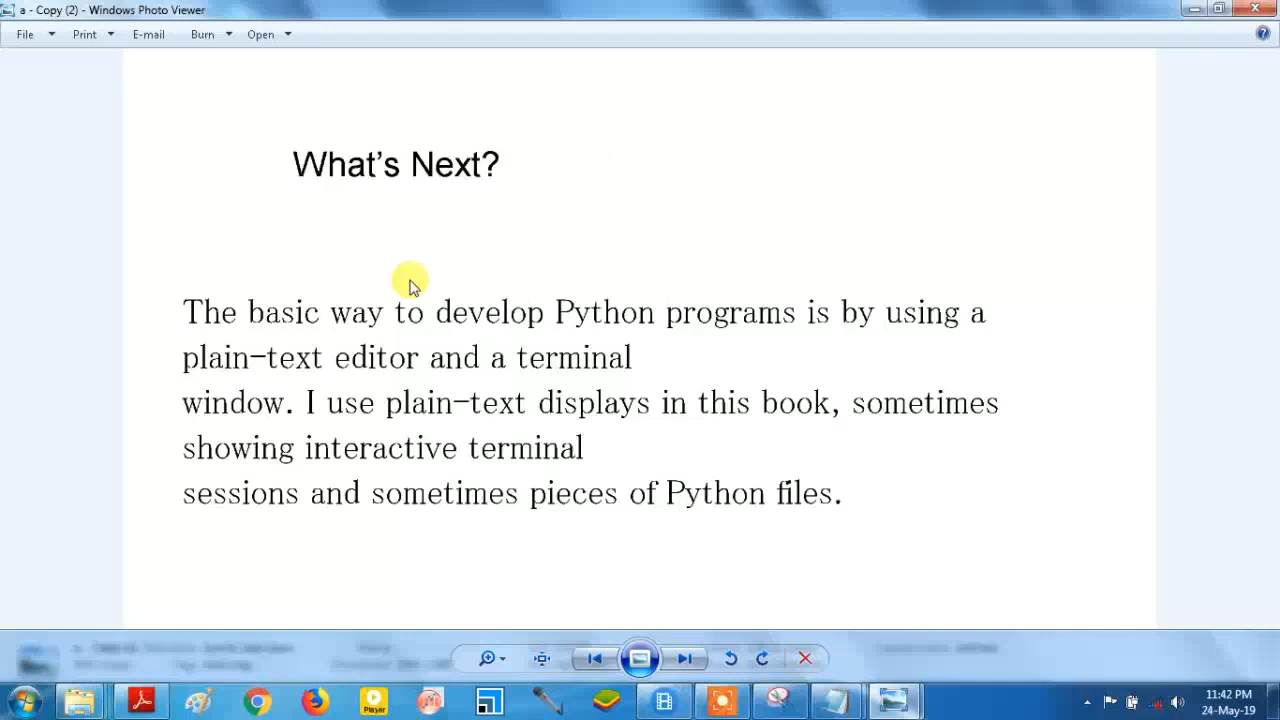 a - Copy (2) - Windows Photo Viewer
File Print E-mail Burn Open
What's Next?
The basic way to develop Python programs is by using a
plain-text editor and a terminal
window. I use plain-text displays in this book, sometimes
showing interactive terminal
sessions and sometimes pieces of Python files.
Player
11:42 PM
24-May-19